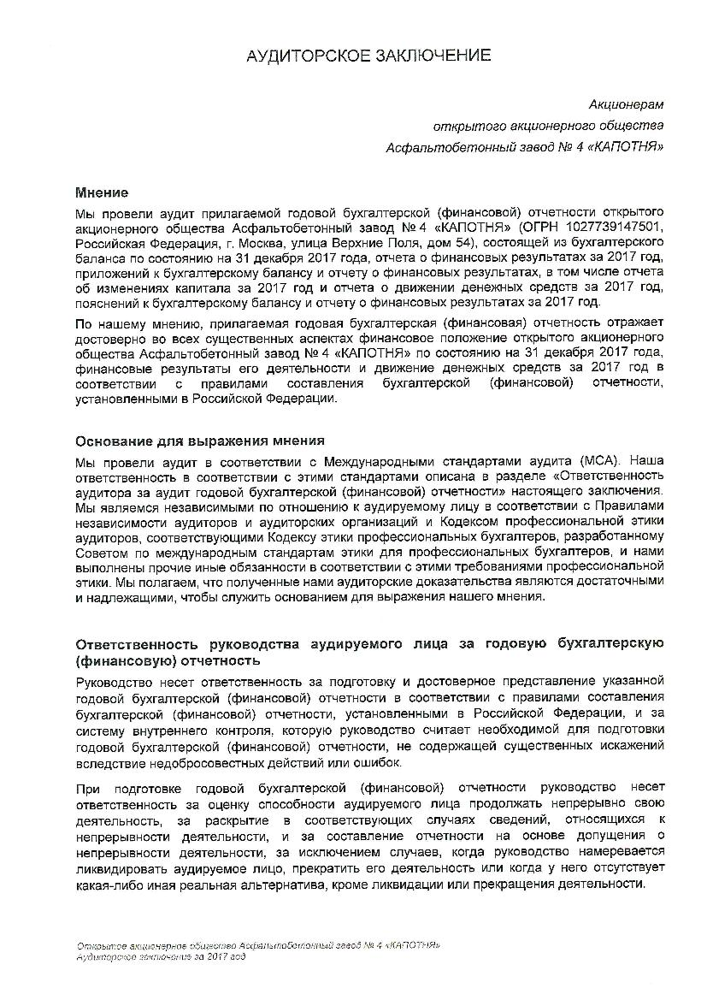 АУДИТОРСКОЕ ЗАКЛЮЧЕНИЕ
Акционерам
открытого акционерного общества
Асфальтобетонный завод № 4 «КАПОТНЯ»
Мнение
Мы провели аудит прилагаемой годовой бухгалтерской (финансовой) отчетности открытого
акционерного общества Асфальтобетонный завод № 4 «КАПОТНЯ» (ОГРН 1027739147501,
Российская Федерация, г. Москва, улица Верхние Поля, дом 54), состоящей из бухгалтерского
баланса по состоянию на 31 декабря 2017 года, отчета о финансовых результатах за 2017 год,
приложений к бухгалтерскому балансу и отчету о финансовых результатах, в том числе отчета
об изменениях капитала за 2017 год и отчета о движении денежных средств за 2017 год,
пояснений к бухгалтерскому балансу и отчету о финансовых результатах за 2017 год.
По нашему мнению, прилагаемая годовая бухгалтерская (финансовая) отчетность отражает
достоверно во всех существенных аспектах финансовое положение открытого акционерного
общества Асфальтобетонный завод № 4 «КАПОТНЯ» по состоянию на 31 декабря 2017 года,
финансовые результаты его деятельности и движение денежных средств за 2017 год в
соответствии с правилами составления бухгалтерской (финансовой) отчетности,
установленными в Российской Федерации.
Основание для выражения мнения
Мы провели аудит в соответствии с Международными стандартами аудита (МСА). Наша
ответственность в соответствии с этими стандартами описана в разделе «Ответственность
аудитора за аудит годовой бухгалтерской (финансовой) отчетности» настоящего заключения.
Мы являемся независимыми по отношению к аудируемому лицу в соответствии с Правилами
независимости аудиторов и аудиторских организаций и Кодексом профессиональной этики
аудиторов, соответствующими Кодексу этики профессиональных бухгалтеров, разработанному
Советом по международным стандартам этики для профессиональных бухгалтеров, и нами
выполнены прочие иные обязанности в соответствии с этими требованиями профессиональной
этики. Мы полагаем, что полученные нами аудиторские доказательства являются достаточными
и надлежащими, чтобы служить основанием для выражения нашего мнения.
Ответственность руководства аудируемого лица за годовую бухгалтерскую
(финансовую) отчетность
Руководство несет ответственность за подготовку и достоверное представление указанной
годовой бухгалтерской (финансовой) отчетности в соответствии с правилами составления
бухгалтерской (финансовой) отчетности, установленными в Российской Федерации, и за
систему внутреннего контроля, которую руководство считает необходимой для подготовки
годовой бухгалтерской (финансовой) отчетности, не содержащей существенных искажений
вследствие недобросовестных действий или ошибок.
При подготовке годовой бухгалтерской (финансовой) отчетности руководство несет
ответственность за оценку способности аудируемого лица продолжать непрерывно свою
деятельность, за раскрытие в соответствующих случаях сведений, относящихся к
непрерывности деятельности, и за составление отчетности на основе допущения о
непрерывности деятельности, за исключением случаев, когда руководство намеревается
ликвидировать аудируемое лицо, прекратить его деятельность или когда у него отсутствует
какая-либо иная реальная альтернатива, кроме ликвидации или прекращения деятельности.
Открытое акционерное общество Асфальтобетонный завод № 4 «КАПОТНЯ»
Аудиторское заключение за 2017 год